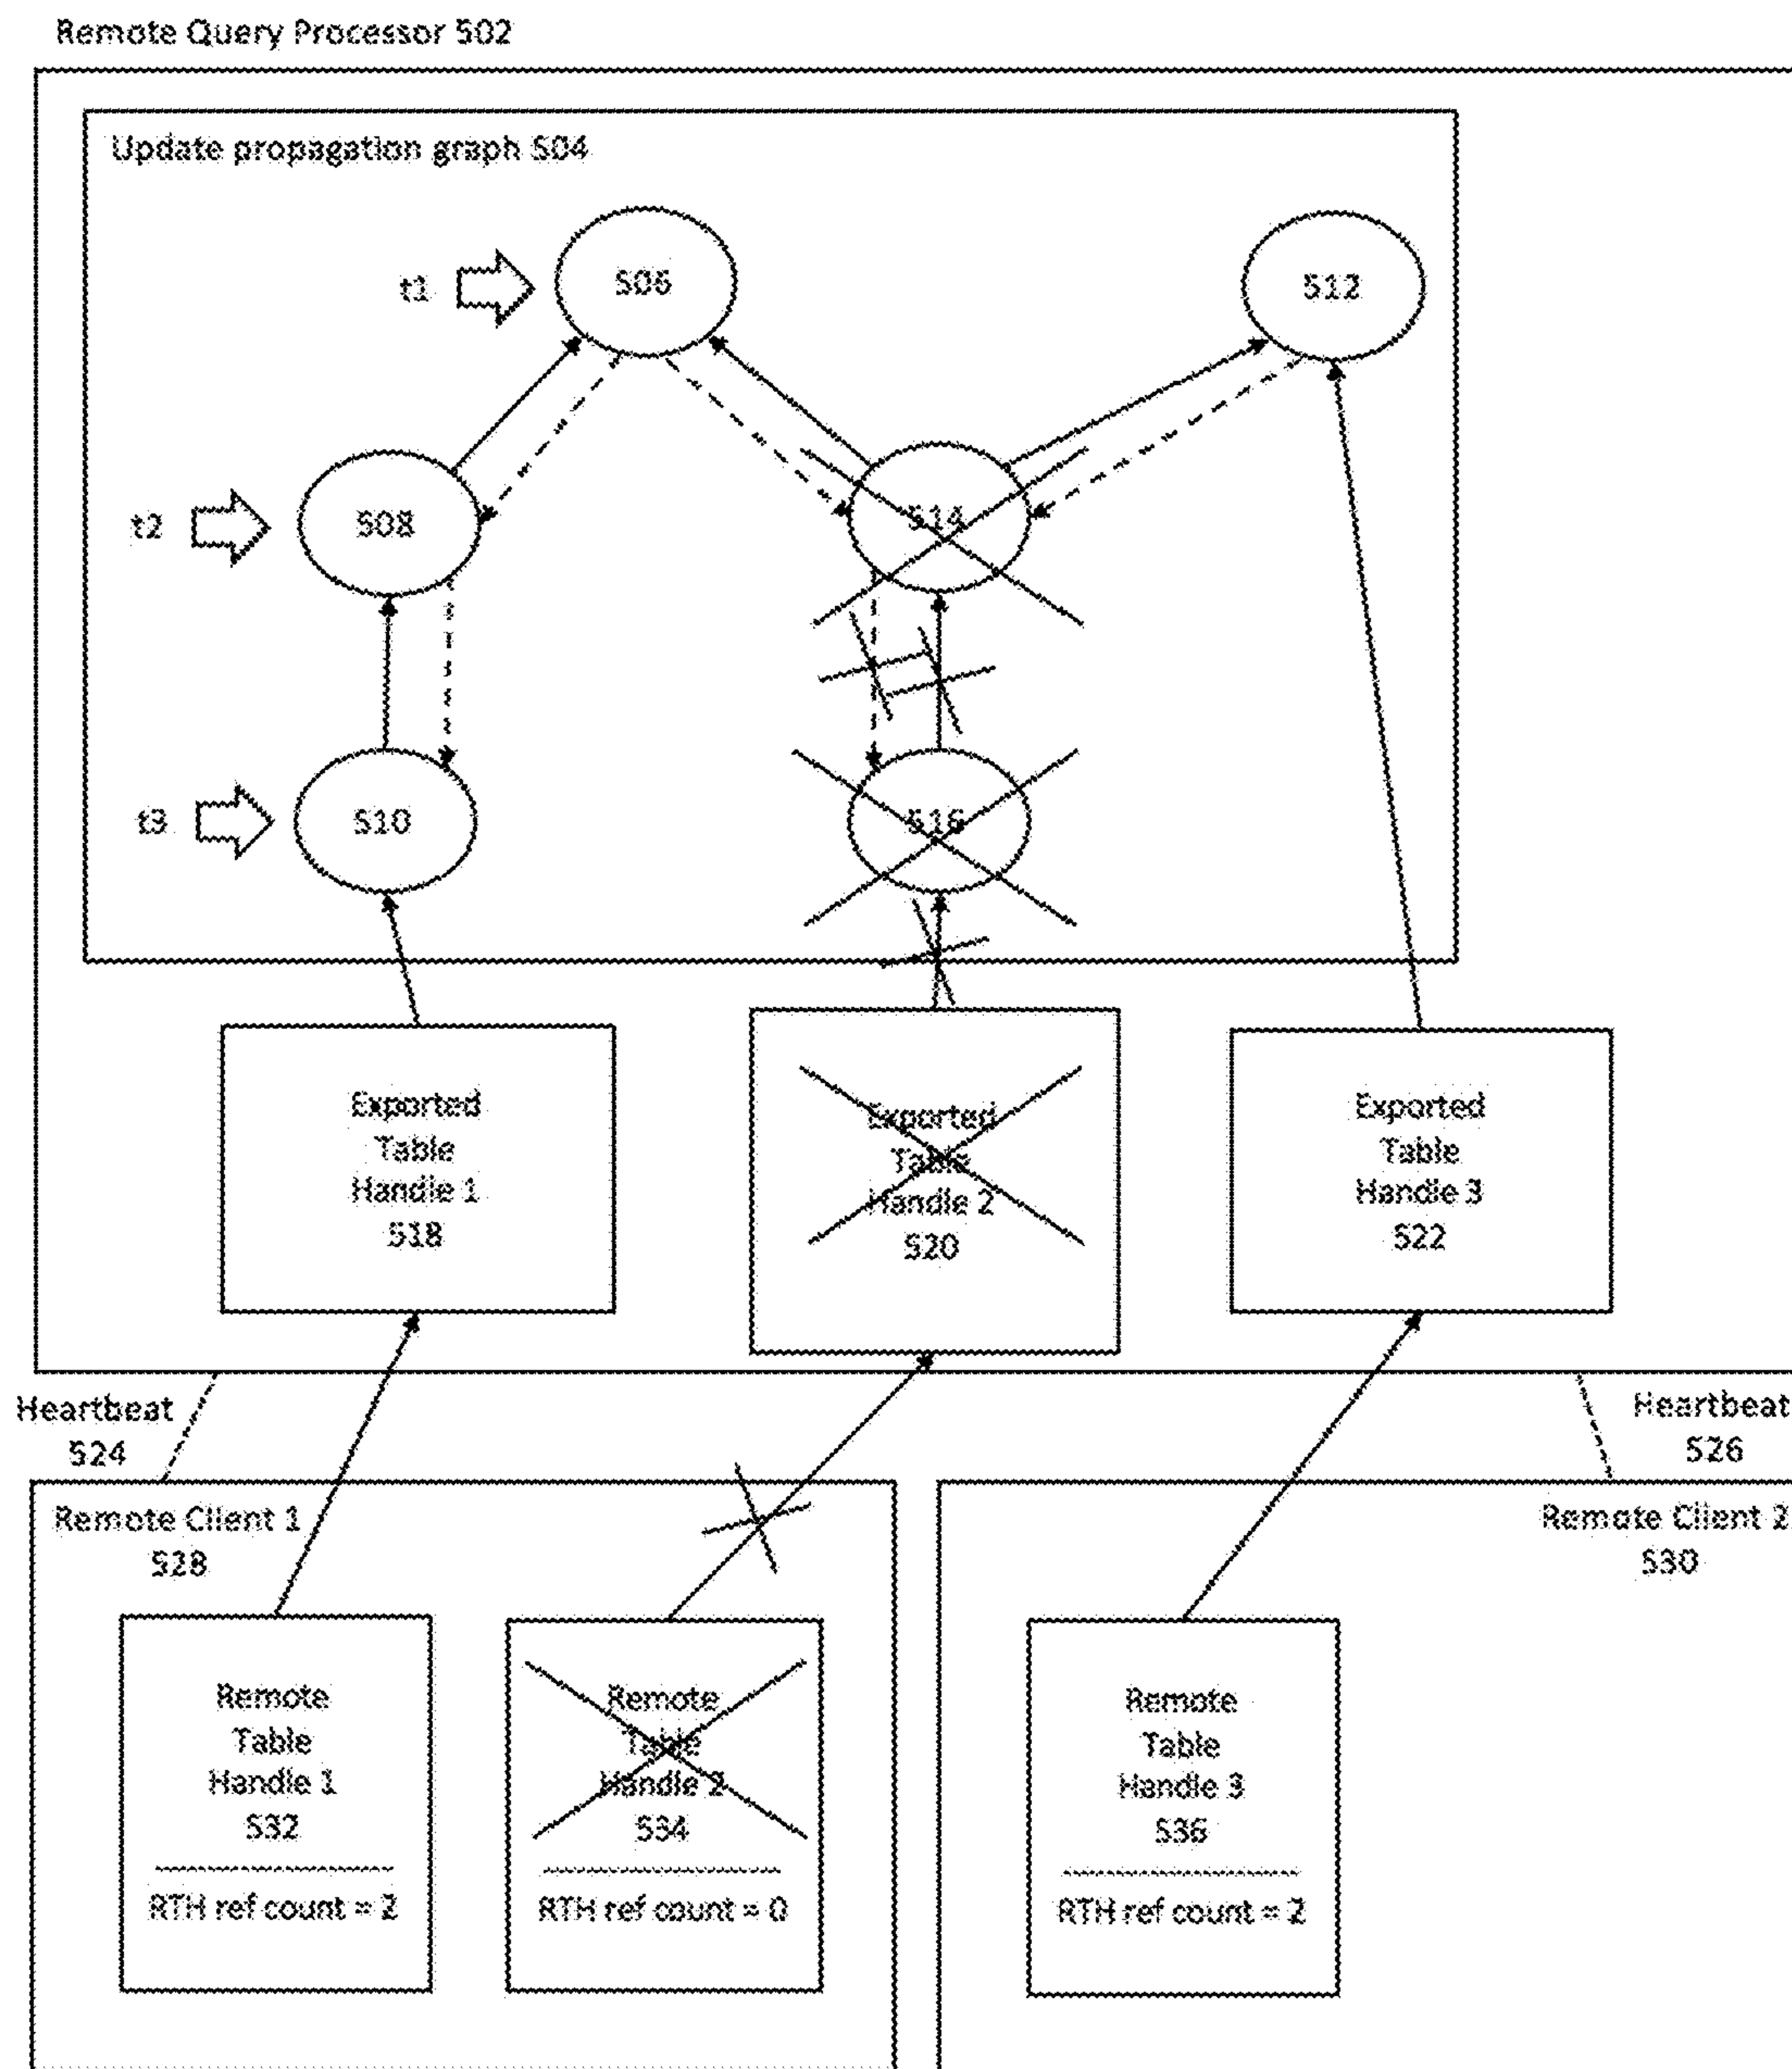 Remote Query Processor 502
Update propagation graph 504
t1
506
512
t2
508
514
t3
510
516
Exported
Table
Handle 1
518
Exported
Table
Handle 2
520
Exported
Table
Handle 3
522
Heartbeat
524
Heartbeat
526
Remote Client 1
528
Remote Client 2
530
Remote
Table
Handle 1
532
RTH ref count = 2
Remote
Table
Handle 2
534
RTH ref count = 0
Remote
Table
Handle 3
536
RTH ref count = 2